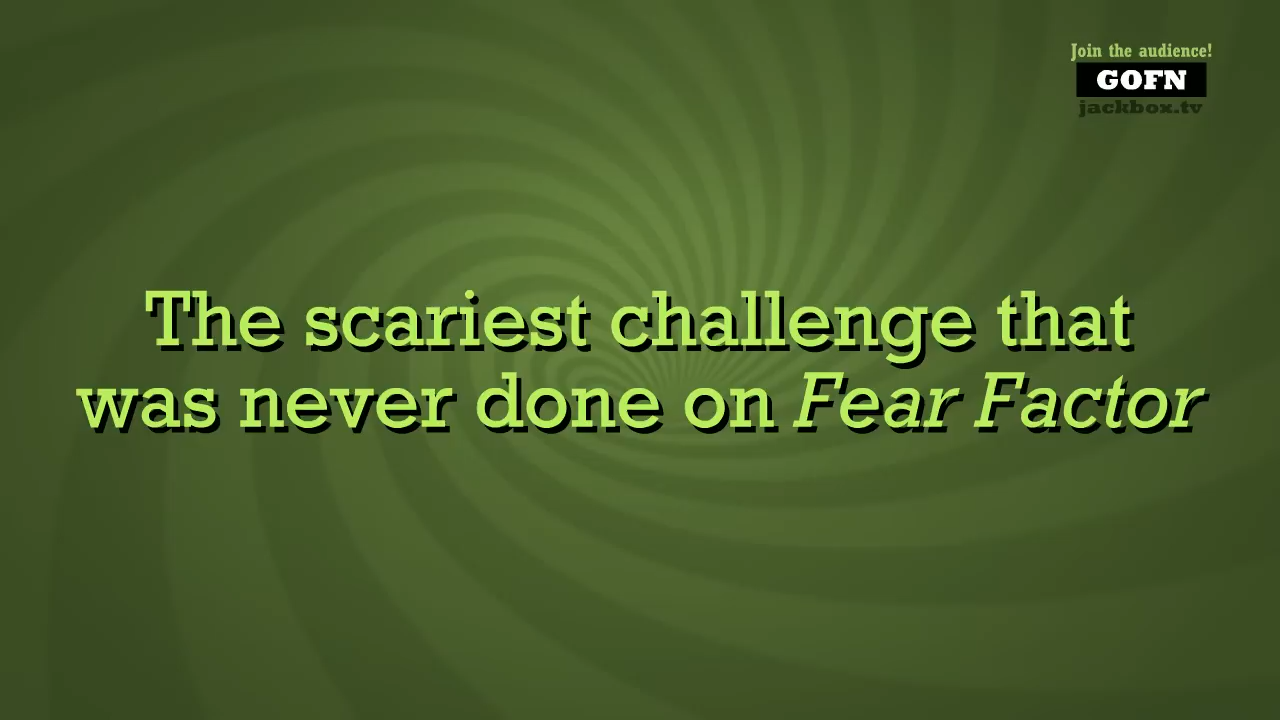 Join the audience!
GOFN
jackbox.tv
The scariest challenge that
was never done on Fear Factor